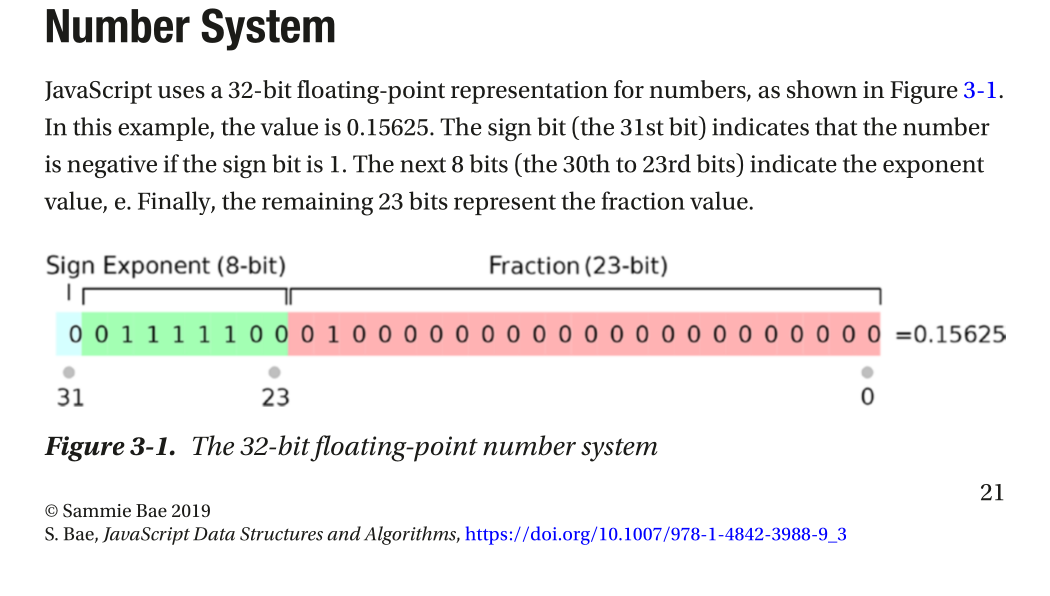 Number System
JavaScript uses a 32-bit floating-point representation for numbers, as shown in Figure 3-1.
In this example, the value is 0.15625. The sign bit (the 31st bit) indicates that the number
is negative if the sign bit is 1. The next 8 bits (the 30th to 23rd bits) indicate the exponent
value, e. Finally, the remaining 23 bits represent the fraction value.
Sign Exponent (8-bit) Fraction (23-bit)
0 0 1 1 1 1 1 0 0 0 1 0 0 0 0 0 0 0 0 0 0 0 0 0 0 0 0 0 0 0 0 0 =0.15625
31 23 0
Figure 3-1. The 32-bit floating-point number system
21
© Sammie Bae 2019
S. Bae, JavaScript Data Structures and Algorithms, https://doi.org/10.1007/978-1-4842-3988-9_3